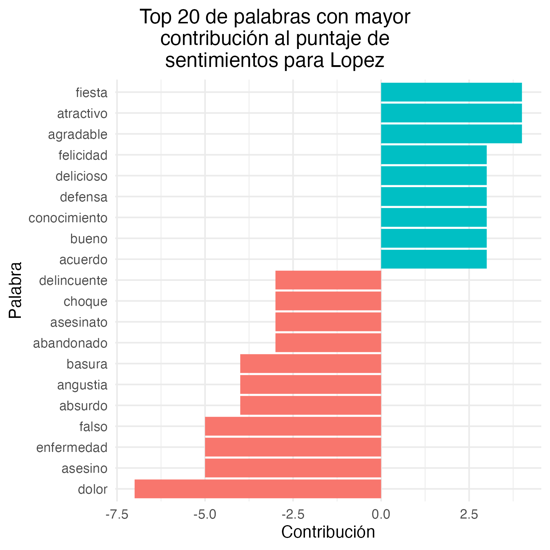 Top 20 de palabras con mayor
contribución al puntaje de
sentimientos para Lopez
Palabra
fiesta
atractivo
agradable
felicidad
delicioso
defensa
conocimiento
bueno
acuerdo
delincuente
choque
asesinato
abandonado
basura
angustia
absurdo
falso
enfermedad
asesino
dolor
-7.5 -5.0 -2.5 0.0 2.5
Contribución